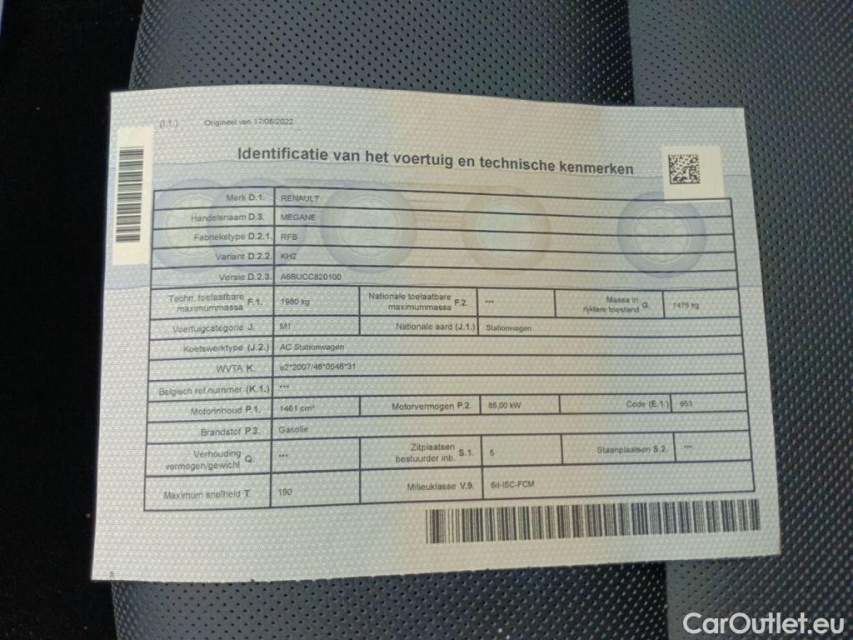 (I.1.) Origineel van 17/08/2022
Identificatie van het voertuig en technische kenmerken
Merk D.1. RENAULT
Handelsnaam D.3. MEGANE
Fabriekstype D.2.1. RFB
Variant D.2.2. KHZ
Versie D.2.3. A6BUCC820100
Techn. toelaatbare maximummassa F.1. 1980 kg Nationale toelaatbare maximummassa F.2. --- Massa in rijklare toestand G. 1475 kg
Voertuigcategorie J. M1 Nationale aard (J.1.) Stationwagen
Koetswerktype (J.2.) AC Stationwagen
WVTA K. e2*2007/46*0546*31
Belgisch ref.nummer (K.1.) ***
Motorinhoud P.1. 1461 cm³ Motorvermogen P.2. 85,00 kW Code (E.1.) 653
Brandstof P.3. Gasolie
Verhouding vermogen/gewicht Q. --- Zitplaatsen bestuurder inb. S.1. 5 Staanplaatsen S.2. ---
Maximum snelheid T. 190 Milieuklasse V.9. 6d-ISC-FCM
CarOutlet.eu